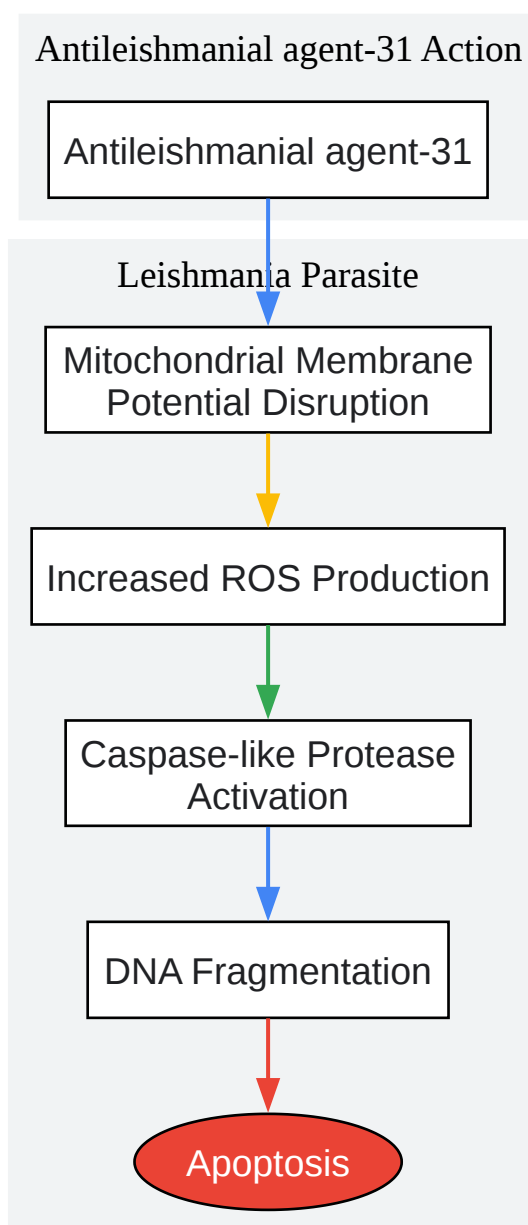 Antileishmanial agent-31 Action
Antileishmanial agent-31
Leishmania Parasite
Mitochondrial Membrane
Potential Disruption
Increased ROS Production
Caspase-like Protease
Activation
DNA Fragmentation
Apoptosis